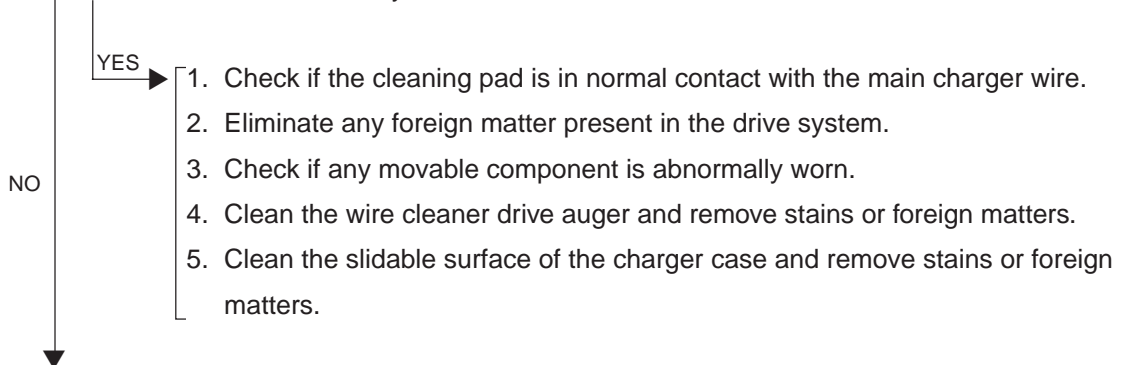 YES
1. Check if the cleaning pad is in normal contact with the main charger wire.
2. Eliminate any foreign matter present in the drive system.
3. Check if any movable component is abnormally worn.
NO
4. Clean the wire cleaner drive auger and remove stains or foreign matters.
5. Clean the slidable surface of the charger case and remove stains or foreign
matters.